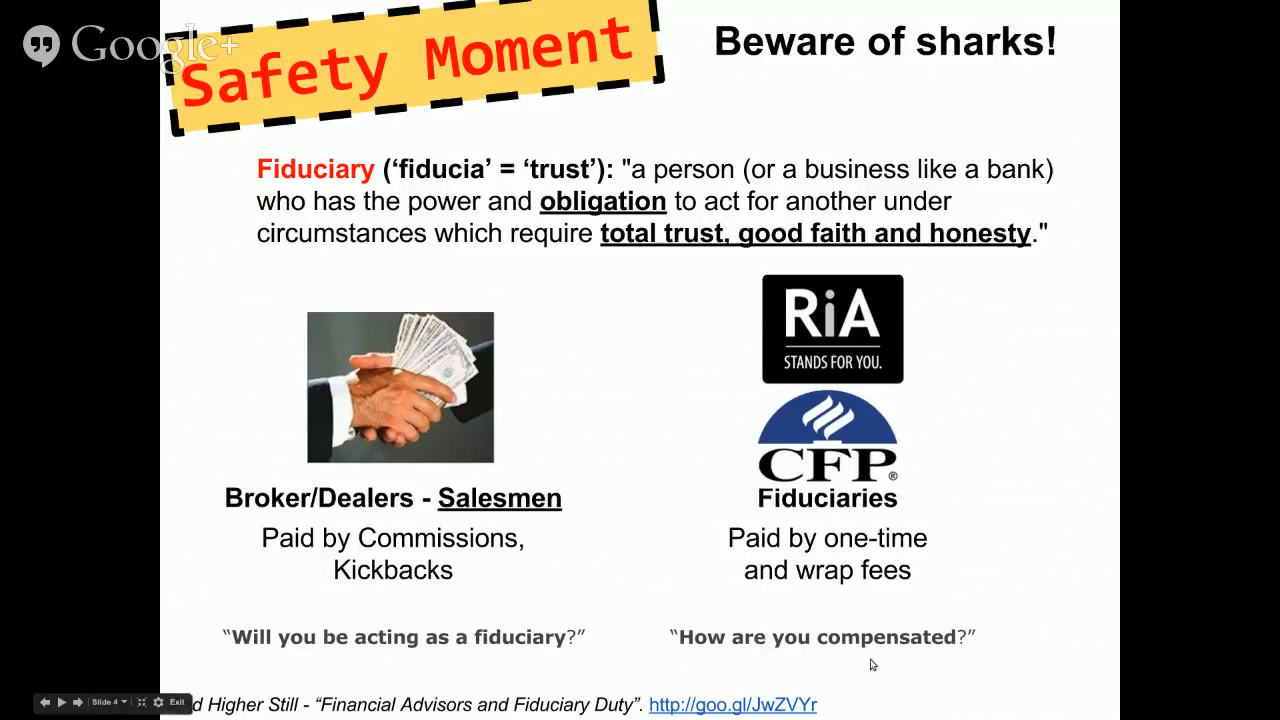 Google+
Safety Moment
Beware of sharks!
Fiduciary (‘fiducia’ = ‘trust’): "a person (or a business like a bank)
who has the power and obligation to act for another under
circumstances which require total trust, good faith and honesty."
RiA
STANDS FOR YOU.
CFP®
Broker/Dealers - Salesmen
Fiduciaries
Paid by Commissions,
Kickbacks
Paid by one-time
and wrap fees
“Will you be acting as a fiduciary?”
“How are you compensated?”
Higher Still - “Financial Advisors and Fiduciary Duty”. http://goo.gl/JwZVYr
Slide 4
Exit